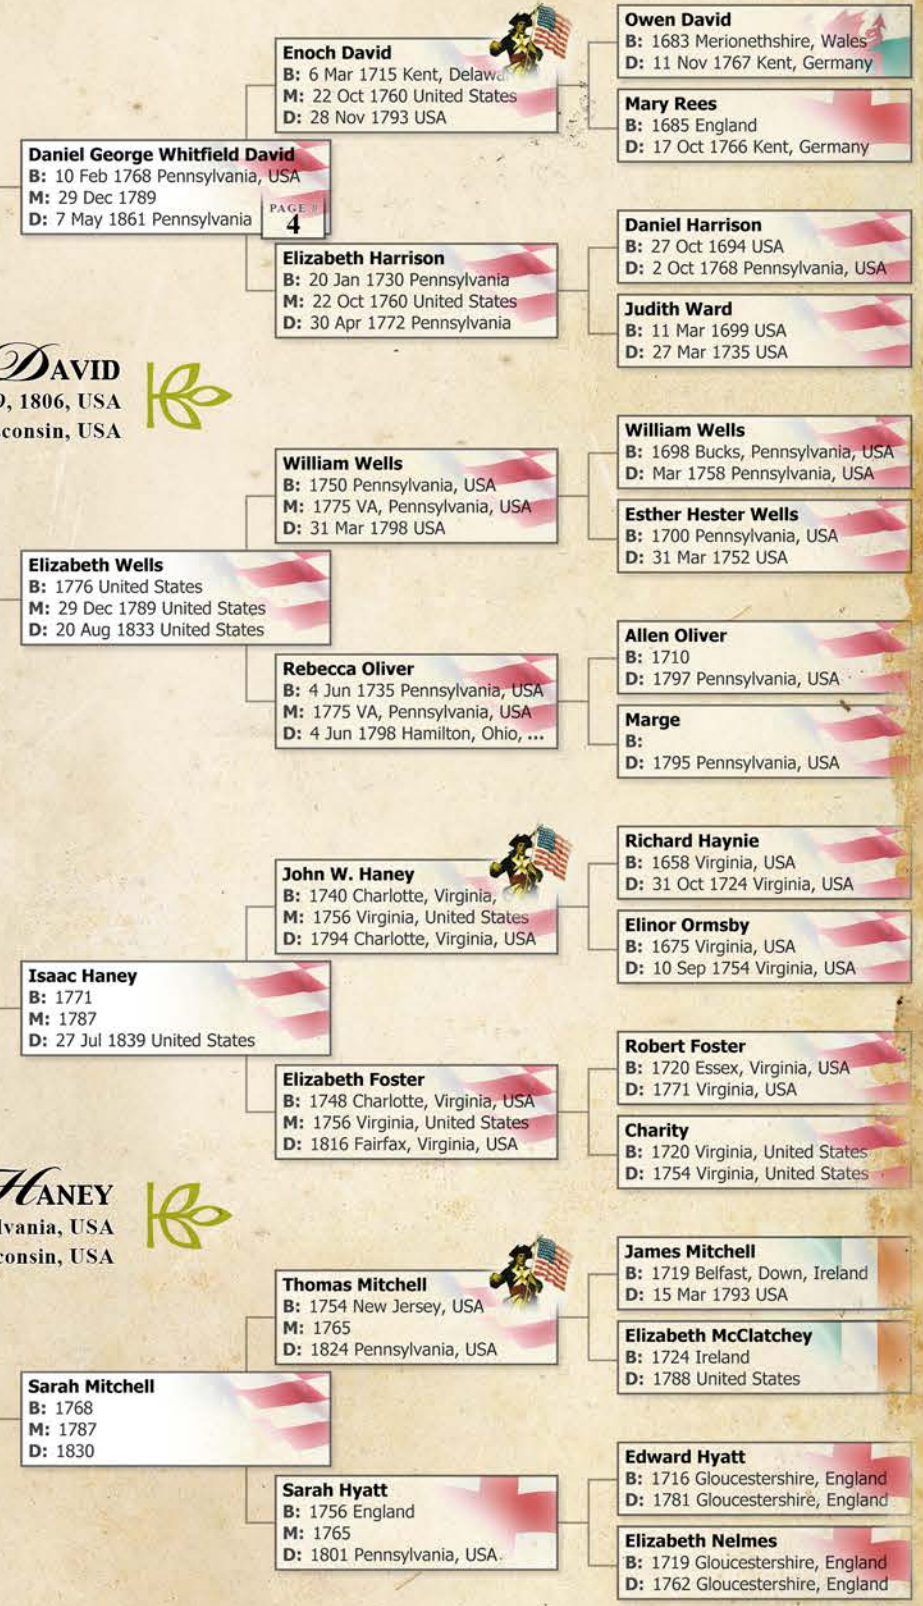 Owen David
B: 1683 Merionethshire, Wales
D: 11 Nov 1767 Kent, Germany
Enoch David
B: 6 Mar 1715 Kent, Delawa
M: 22 Oct 1760 United States
D: 28 Nov 1793 USA
Mary Rees
B: 1685 England
D: 17 Oct 1766 Kent, Germany
Daniel George Whitfield David
B: 10 Feb 1768 Pennsylvania, USA
M: 29 Dec 1789
D: 7 May 1861 Pennsylvania
PAGE #
4
Daniel Harrison
B: 27 Oct 1694 USA
D: 2 Oct 1768 Pennsylvania, USA
Elizabeth Harrison
B: 20 Jan 1730 Pennsylvania
M: 22 Oct 1760 United States
D: 30 Apr 1772 Pennsylvania
Judith Ward
B: 11 Mar 1699 USA
D: 27 Mar 1735 USA
DAVID
9, 1806, USA
sconsin, USA
William Wells
B: 1698 Bucks, Pennsylvania, USA
D: Mar 1758 Pennsylvania, USA
William Wells
B: 1750 Pennsylvania, USA
M: 1775 VA, Pennsylvania, USA
D: 31 Mar 1798 USA
Esther Hester Wells
B: 1700 Pennsylvania, USA
D: 31 Mar 1752 USA
Elizabeth Wells
B: 1776 United States
M: 29 Dec 1789 United States
D: 20 Aug 1833 United States
Allen Oliver
B: 1710
D: 1797 Pennsylvania, USA
Rebecca Oliver
B: 4 Jun 1735 Pennsylvania, USA
M: 1775 VA, Pennsylvania, USA
D: 4 Jun 1798 Hamilton, Ohio, ...
Marge
B:
D: 1795 Pennsylvania, USA
Richard Haynie
B: 1658 Virginia, USA
D: 31 Oct 1724 Virginia, USA
John W. Haney
B: 1740 Charlotte, Virginia,
M: 1756 Virginia, United States
D: 1794 Charlotte, Virginia, USA
Elinor Ormsby
B: 1675 Virginia, USA
D: 10 Sep 1754 Virginia, USA
Isaac Haney
B: 1771
M: 1787
D: 27 Jul 1839 United States
Robert Foster
B: 1720 Essex, Virginia, USA
D: 1771 Virginia, USA
Elizabeth Foster
B: 1748 Charlotte, Virginia, USA
M: 1756 Virginia, United States
D: 1816 Fairfax, Virginia, USA
Charity
B: 1720 Virginia, United States
D: 1754 Virginia, United States
HANEY
lvania, USA
consin, USA
James Mitchell
B: 1719 Belfast, Down, Ireland
D: 15 Mar 1793 USA
Thomas Mitchell
B: 1754 New Jersey, USA
M: 1765
D: 1824 Pennsylvania, USA
Elizabeth McClatchey
B: 1724 Ireland
D: 1788 United States
Sarah Mitchell
B: 1768
M: 1787
D: 1830
Edward Hyatt
B: 1716 Gloucestershire, England
D: 1781 Gloucestershire, England
Sarah Hyatt
B: 1756 England
M: 1765
D: 1801 Pennsylvania, USA
Elizabeth Nelmes
B: 1719 Gloucestershire, England
D: 1762 Gloucestershire, England